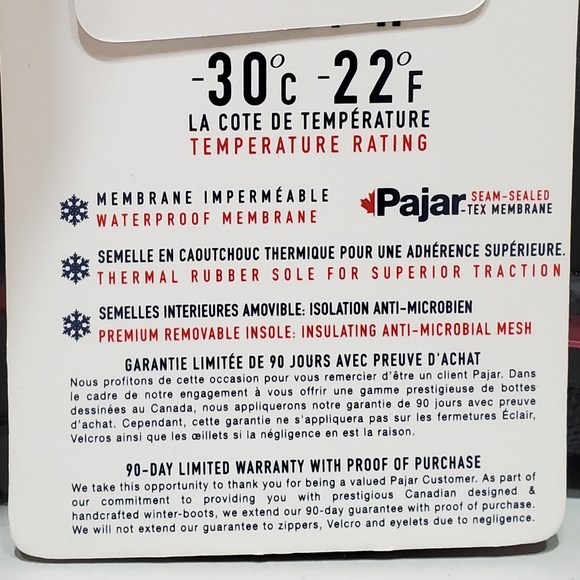 -30°C -22°F
LA COTE DE TEMPÉRATURE
TEMPERATURE RATING
MEMBRANE IMPERMÉABLE
WATERPROOF MEMBRANE
Pajar SEAM-SEALED
-TEX MEMBRANE
SEMELLE EN CAOUTCHOUC THERMIQUE POUR UNE ADHÉRENCE SUPÉRIEURE.
THERMAL RUBBER SOLE FOR SUPERIOR TRACTION
SEMELLES INTERIEURES AMOVIBLE: ISOLATION ANTI-MICROBIEN
PREMIUM REMOVABLE INSOLE: INSULATING ANTI-MICROBIAL MESH
GARANTIE LIMITÉE DE 90 JOURS AVEC PREUVE D'ACHAT
Nous profitons de cette occasion pour vous remercier d'être un client Pajar. Dans
le cadre de notre engagement à vous offrir une gamme prestigieuse de bottes
dessinées au Canada, nous appliquerons notre garantie de 90 jours avec preuve
d'achat. Cependant, cette garantie ne s'appliquera pas sur les fermetures Éclair,
Velcros ainsi que les œillets si la négligence en est la raison.
90-DAY LIMITED WARRANTY WITH PROOF OF PURCHASE
We take this opportunity to thank you for being a valued Pajar Customer. As part of
our commitment to providing you with prestigious Canadian designed &
handcrafted winter-boots, we extend our 90-day guarantee with proof of purchase.
We will not extend our guarantee to zippers, Velcro and eyelets due to negligence.